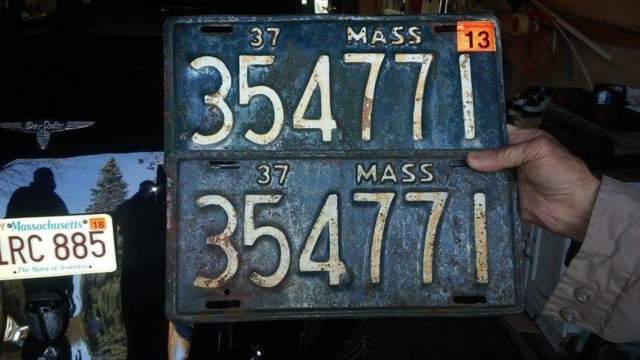 37 MASS 13
354771
37 MASS
354771
De Soto
Massachusetts 18
LRC 885
The Spirit of America